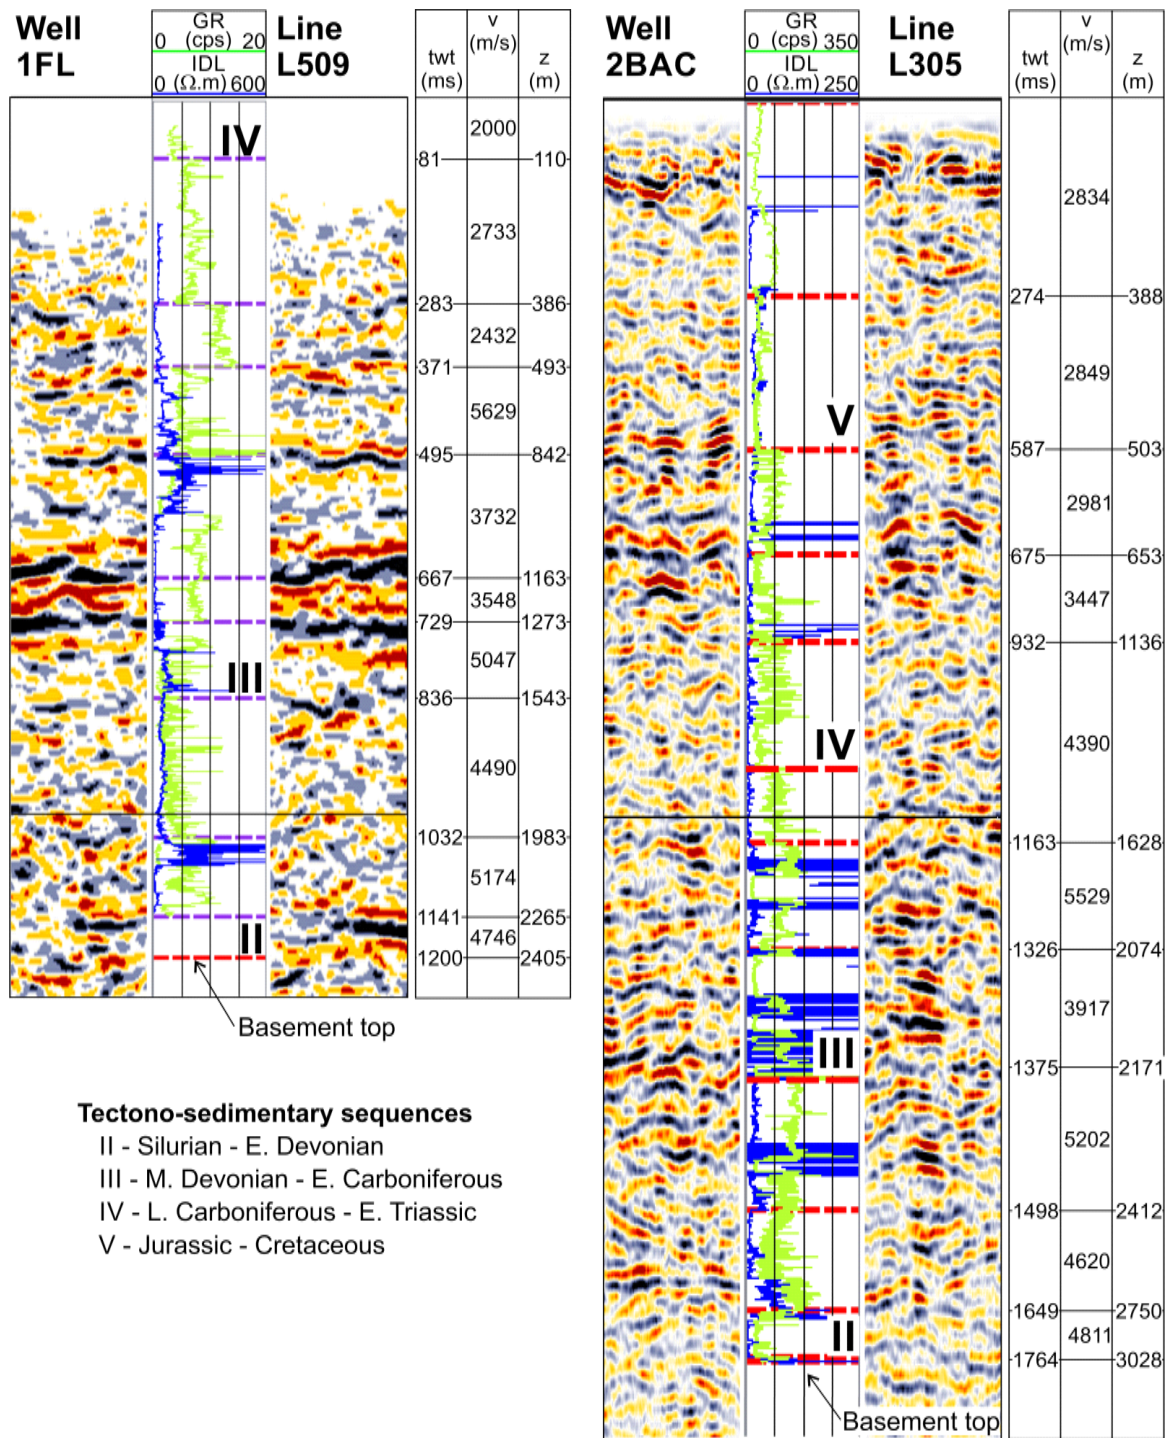 Well
1FL
GR
0 (cps) 20
IDL
0 (Ω.m) 600
Line
L509
twt
(ms)
v
(m/s)
z
(m)
IV
2000
81 110
2733
283 386
2432
371 493
5629
495 842
3732
667 1163
3548
729 1273
5047
III
836 1543
4490
1032 1983
5174
1141 2265
II
4746
1200 2405
Basement top
Tectono-sedimentary sequences
II - Silurian - E. Devonian
III - M. Devonian - E. Carboniferous
IV - L. Carboniferous - E. Triassic
V - Jurassic - Cretaceous
Well
2BAC
GR
0 (cps) 350
IDL
0 (Ω.m) 250
Line
L305
twt
(ms)
v
(m/s)
z
(m)
2834
274 388
2849
V
587 503
2981
675 653
3447
932 1136
IV
4390
1163 1628
5529
1326 2074
3917
III
1375 2171
5202
1498 2412
4620
1649 2750
II
4811
1764 3028
Basement top